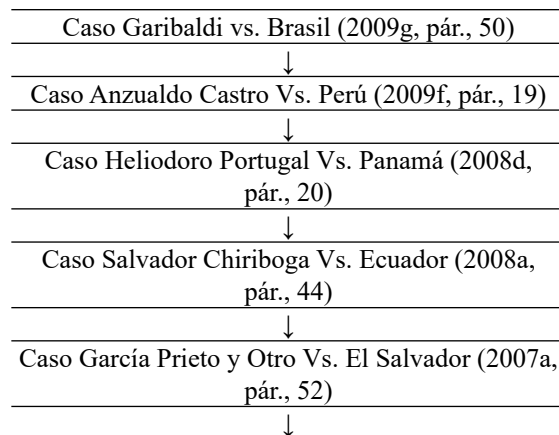 Caso Garibaldi vs. Brasil (2009g, pár., 50)
↓
Caso Anzualdo Castro Vs. Perú (2009f, pár., 19)
↓
Caso Heliodoro Portugal Vs. Panamá (2008d,
pár., 20)
↓
Caso Salvador Chiriboga Vs. Ecuador (2008a,
pár., 44)
↓
Caso García Prieto y Otro Vs. El Salvador (2007a,
pár., 52)
↓